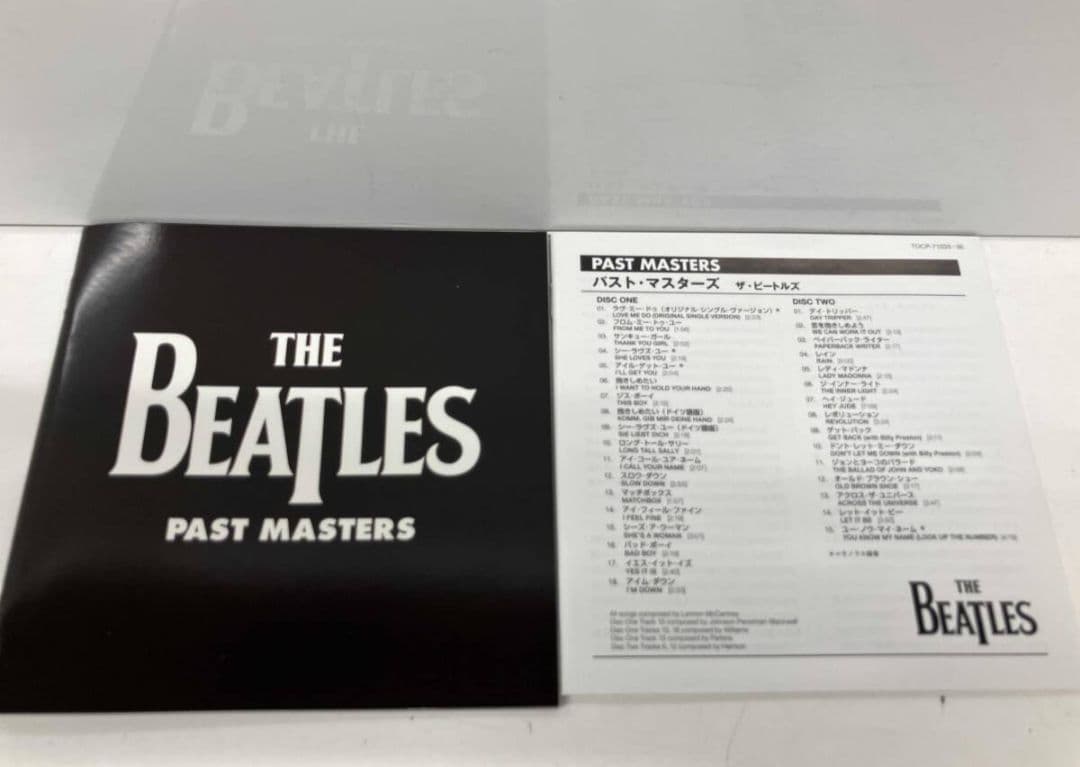 THE
BEATLES
PAST MASTERS
PAST MASTERS
パスト・マスターズ ザ・ビートルズ
DISC ONE
01. ラヴ・ミー・ドゥ（オリジナル・シングル・ヴァージョン）*
LOVE ME DO (ORIGINAL SINGLE VERSION)
02. フロム・ミー・トゥ・ユー
FROM ME TO YOU
03. サンキュー・ガール
THANK YOU GIRL
04. シー・ラヴズ・ユー *
SHE LOVES YOU
05. アイル・ゲット・ユー *
I'LL GET YOU
06. 抱きしめたい
I WANT TO HOLD YOUR HAND
07. ジス・ボーイ
THIS BOY
08. 抱きしめたい（ドイツ語版）
KOMM, GIB MIR DEINE HAND
09. シー・ラヴズ・ユー（ドイツ語版）
SIE LIEBT DICH
10. ロング・トール・サリー
LONG TALL SALLY
11. アイ・コール・ユア・ネーム
I CALL YOUR NAME
12. スロウ・ダウン
SLOW DOWN
13. マッチボックス
MATCHBOX
14. アイ・フィール・ファイン
I FEEL FINE
15. シーズ・ア・ウーマン
SHE'S A WOMAN
16. バッド・ボーイ
BAD BOY
17. イエス・イット・イズ
YES IT IS
18. アイム・ダウン
I'M DOWN
DISC TWO
01. デイ・トリッパー
DAY TRIPPER
02. 恋を抱きしめよう
WE CAN WORK IT OUT
03. ペイパーバック・ライター
PAPERBACK WRITER
04. レイン
RAIN
05. レディ・マドンナ
LADY MADONNA
06. ジ・インナー・ライト
THE INNER LIGHT
07. ヘイ・ジュード
HEY JUDE
08. レボリューション
REVOLUTION
09. ゲット・バック
GET BACK (with Billy Preston)
10. ドント・レット・ミー・ダウン
DON'T LET ME DOWN (with Billy Preston)
11. ジョンとヨーコのバラード
THE BALLAD OF JOHN AND YOKO
12. オールド・ブラウン・シュー
OLD BROWN SHOE
13. アクロス・ザ・ユニバース
ACROSS THE UNIVERSE
14. レット・イット・ビー
LET IT BE
15. ユー・ノウ・マイ・ネーム *
YOU KNOW MY NAME (LOOK UP THE NUMBER)
All songs composed by Lennon-McCartney
THE
BEATLES